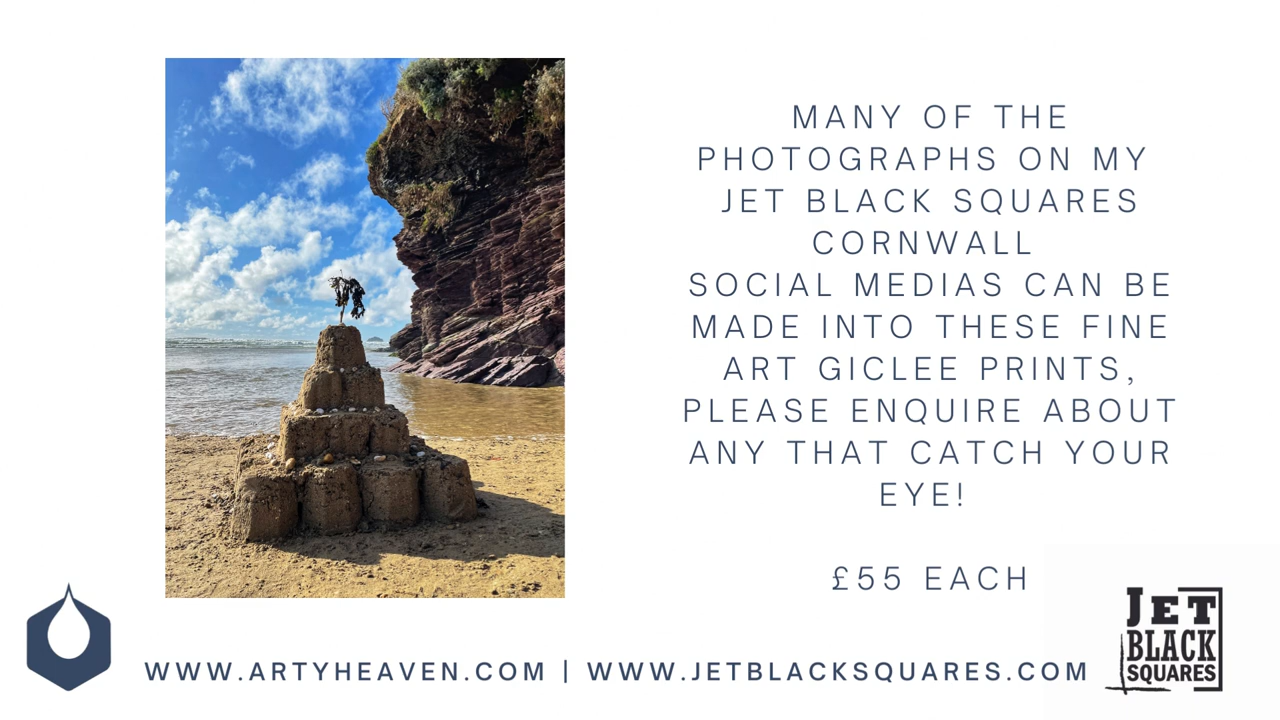 MANY OF THE
PHOTOGRAPHS ON MY
JET BLACK SQUARES
CORNWALL
SOCIAL MEDIAS CAN BE
MADE INTO THESE FINE
ART GICLEE PRINTS,
PLEASE ENQUIRE ABOUT
ANY THAT CATCH YOUR
EYE!
£55 EACH
WWW.ARTYHEAVEN.COM | WWW.JETBLACKSQUARES.COM
JET
BLACK
SQUARES